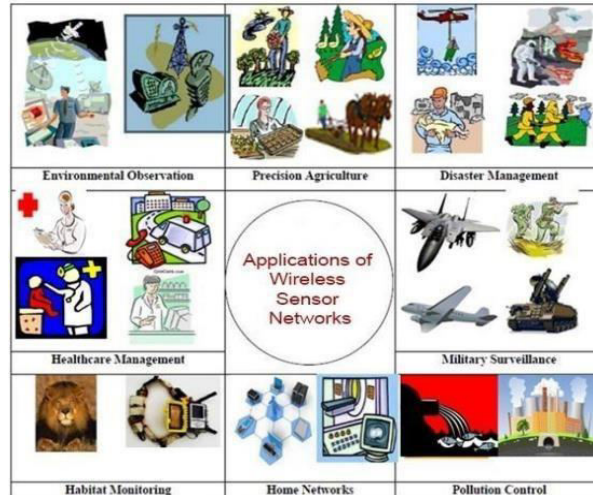 Environmental Observation
Precision Agriculture
Disaster Management
Applications of
Wireless
Sensor
Networks
Healthcare Management
Military Surveillance
Habitat Monitoring
Home Networks
Pollution Control